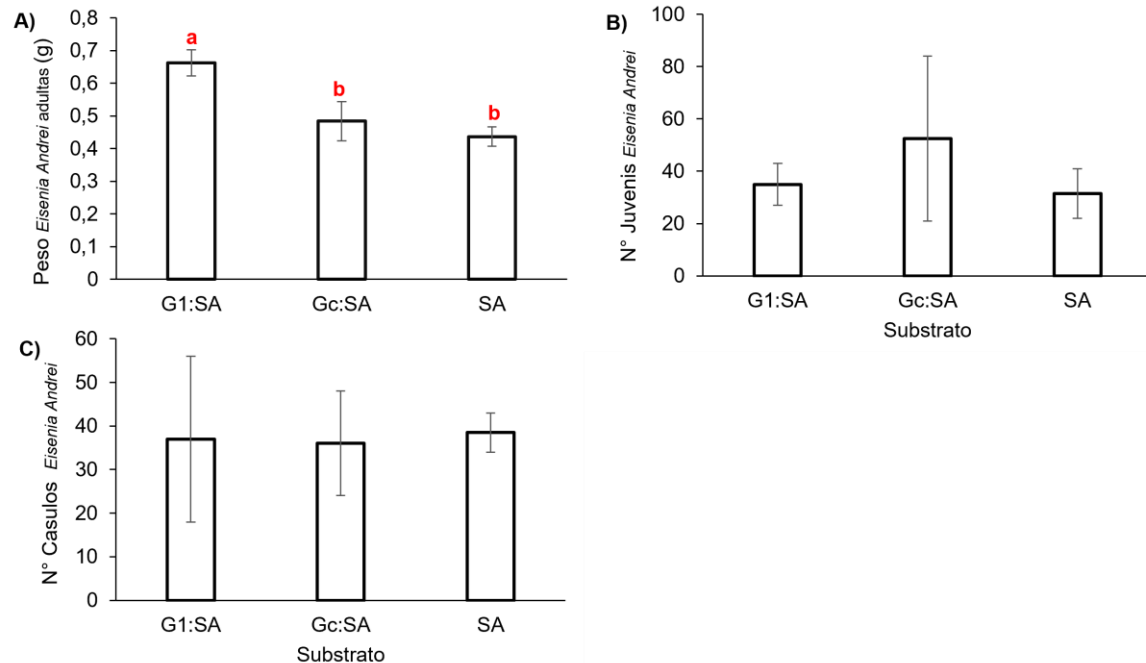 A)
Peso Eisenia Andrei adultas (g)
0,8
0,7
0,6
0,5
0,4
0,3
0,2
0,1
0
a
b
b
G1:SA
Gc:SA
SA
B)
N° Juvenis Eisenia Andrei
100
80
60
40
20
0
G1:SA
Gc:SA
SA
Substrato
C)
N° Casulos Eisenia Andrei
60
50
40
30
20
10
0
G1:SA
Gc:SA
SA
Substrato